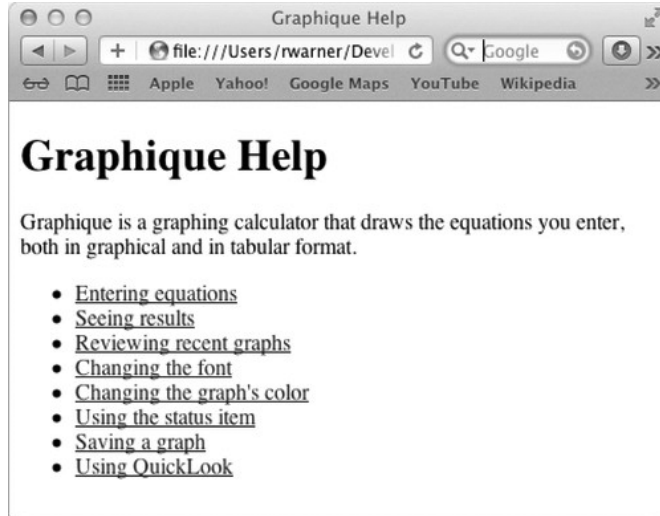 Graphique Help
file:///Users/rwarner/Devel
Google
Apple Yahoo! Google Maps YouTube Wikipedia
Graphique Help
Graphique is a graphing calculator that draws the equations you enter,
both in graphical and in tabular format.
• Entering equations
• Seeing results
• Reviewing recent graphs
• Changing the font
• Changing the graph's color
• Using the status item
• Saving a graph
• Using QuickLook